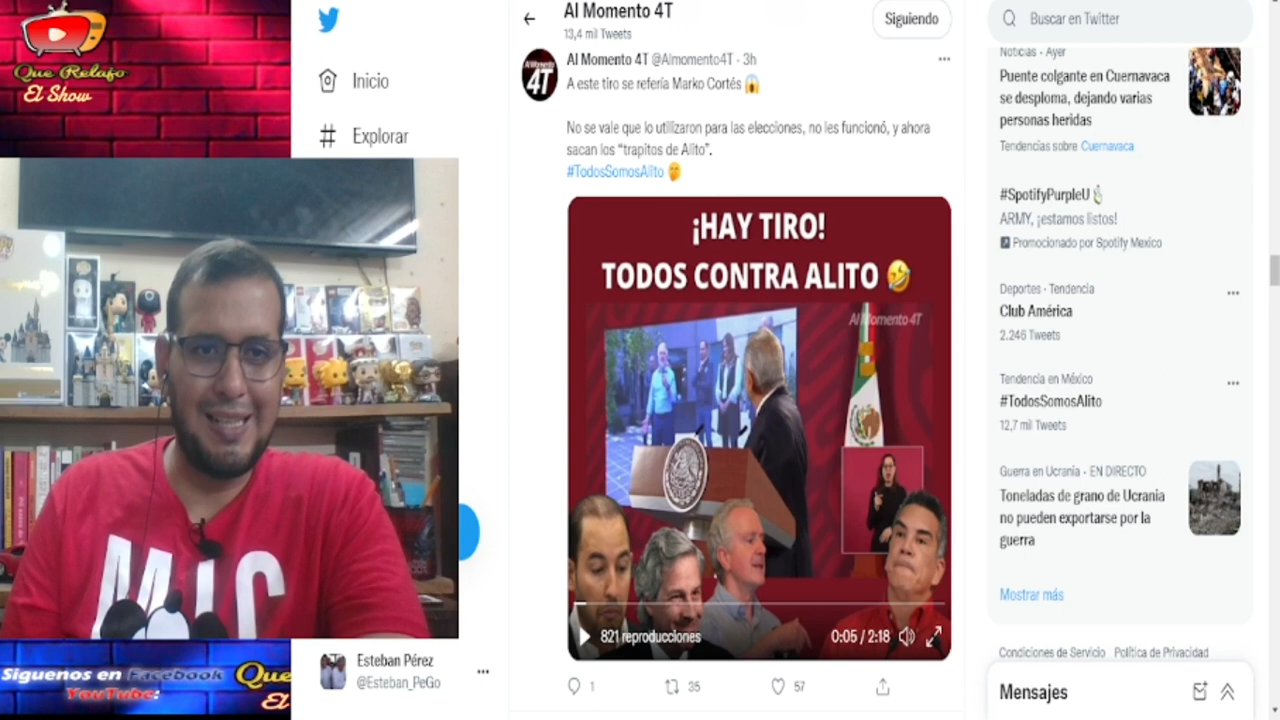 Que Relajo
El Show
Inicio
Explorar
MIC
Siguenos en Facebook
YouTube:
Que
El
Esteban Pérez
@Esteban_PeGo
Al Momento 4T
13,4 mil Tweets
Siguiendo
Al Momento 4T
Al Momento 4T @Almomento4T · 3h
A este tiro se refería Marko Cortés 😱
No se vale que lo utilizaron para las elecciones, no les funcionó, y ahora
sacan los “trapitos de Alito”.
#TodosSomosAlito 🤭
¡HAY TIRO!
TODOS CONTRA ALITO 🤣
Al Momento 4T
821 reproducciones
0:05 / 2:18
1
35
57
Buscar en Twitter
Noticias · Ayer
Puente colgante en Cuernavaca
se desploma, dejando varias
personas heridas
Tendencias sobre Cuernavaca
#SpotifyPurpleU
ARMY, ¡estamos listos!
Promocionado por Spotify Mexico
Deportes · Tendencia
Club América
2.246 Tweets
Tendencia en México
#TodosSomosAlito
12,7 mil Tweets
Guerra en Ucrania · EN DIRECTO
Toneladas de grano de Ucrania
no pueden exportarse por la
guerra
Mostrar más
Condiciones de Servicio Política de Privacidad
Mensajes